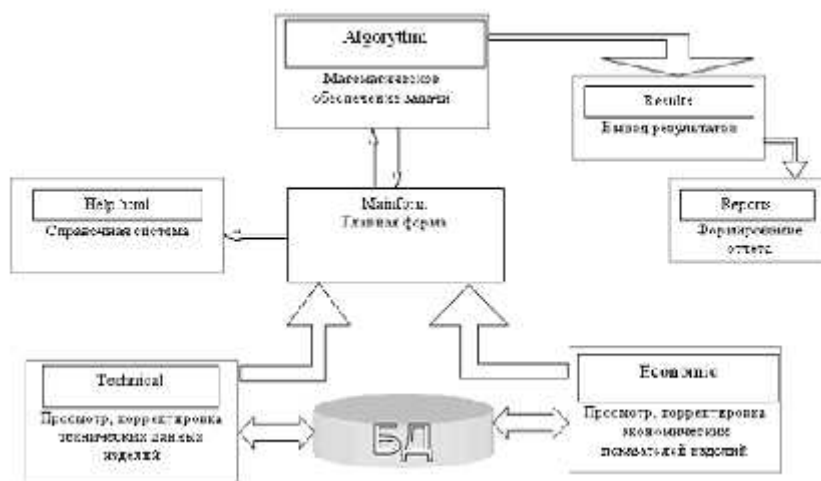 Algorytm
Математическое
обеспечение задачи
Results
Вывод результатов
Mainform
Главная форма
Help html
Справочная система
Reports
Формирование
отчета
Technical
Просмотр, корректировка
технических данных
изделий
БД
Economic
Просмотр, корректировка
экономических
показателей изделий